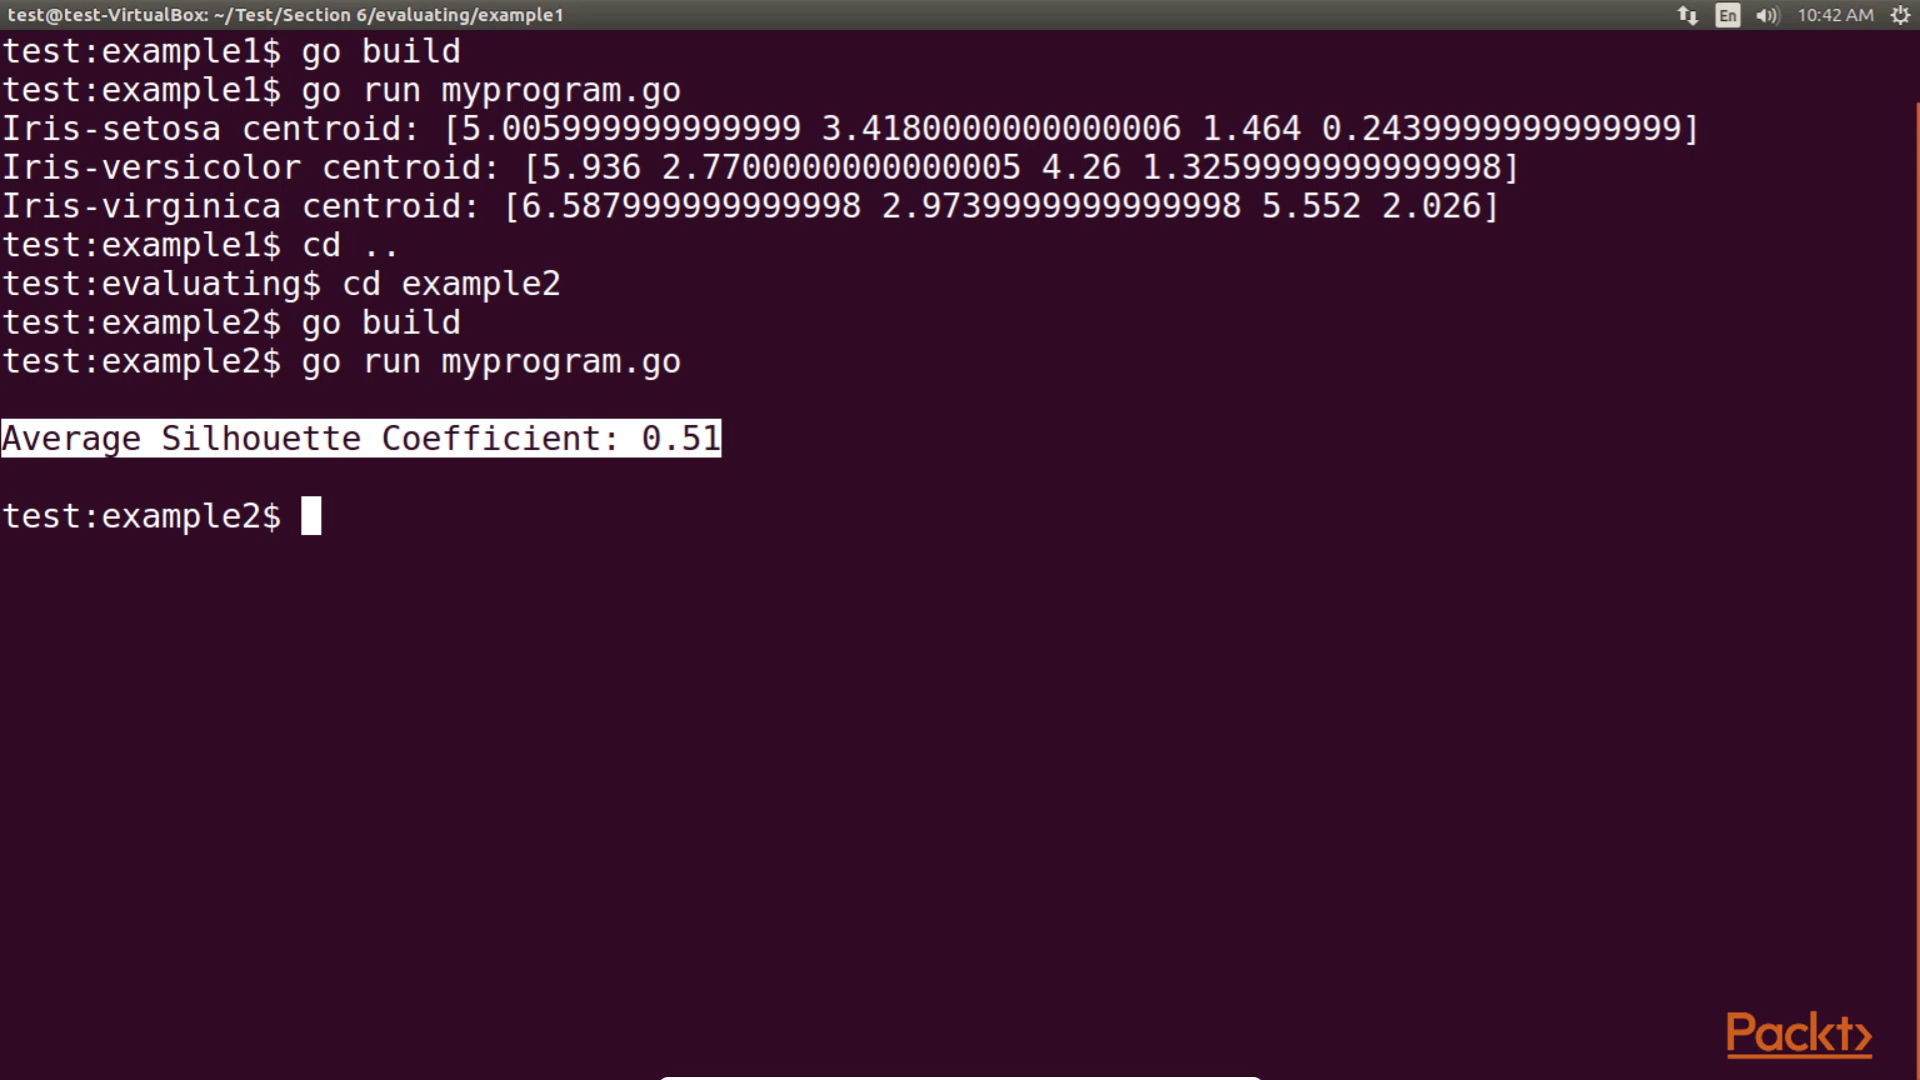 test@test-VirtualBox: ~/Test/Section 6/evaluating/example1 En 10:42 AM
test:example1$ go build
test:example1$ go run myprogram.go
Iris-setosa centroid: [5.005999999999999 3.4180000000000006 1.464 0.2439999999999999]
Iris-versicolor centroid: [5.936 2.7700000000000005 4.26 1.3259999999999998]
Iris-virginica centroid: [6.587999999999998 2.9739999999999998 5.552 2.026]
test:example1$ cd ..
test:evaluating$ cd example2
test:example2$ go build
test:example2$ go run myprogram.go
Average Silhouette Coefficient: 0.51
test:example2$
Packt>